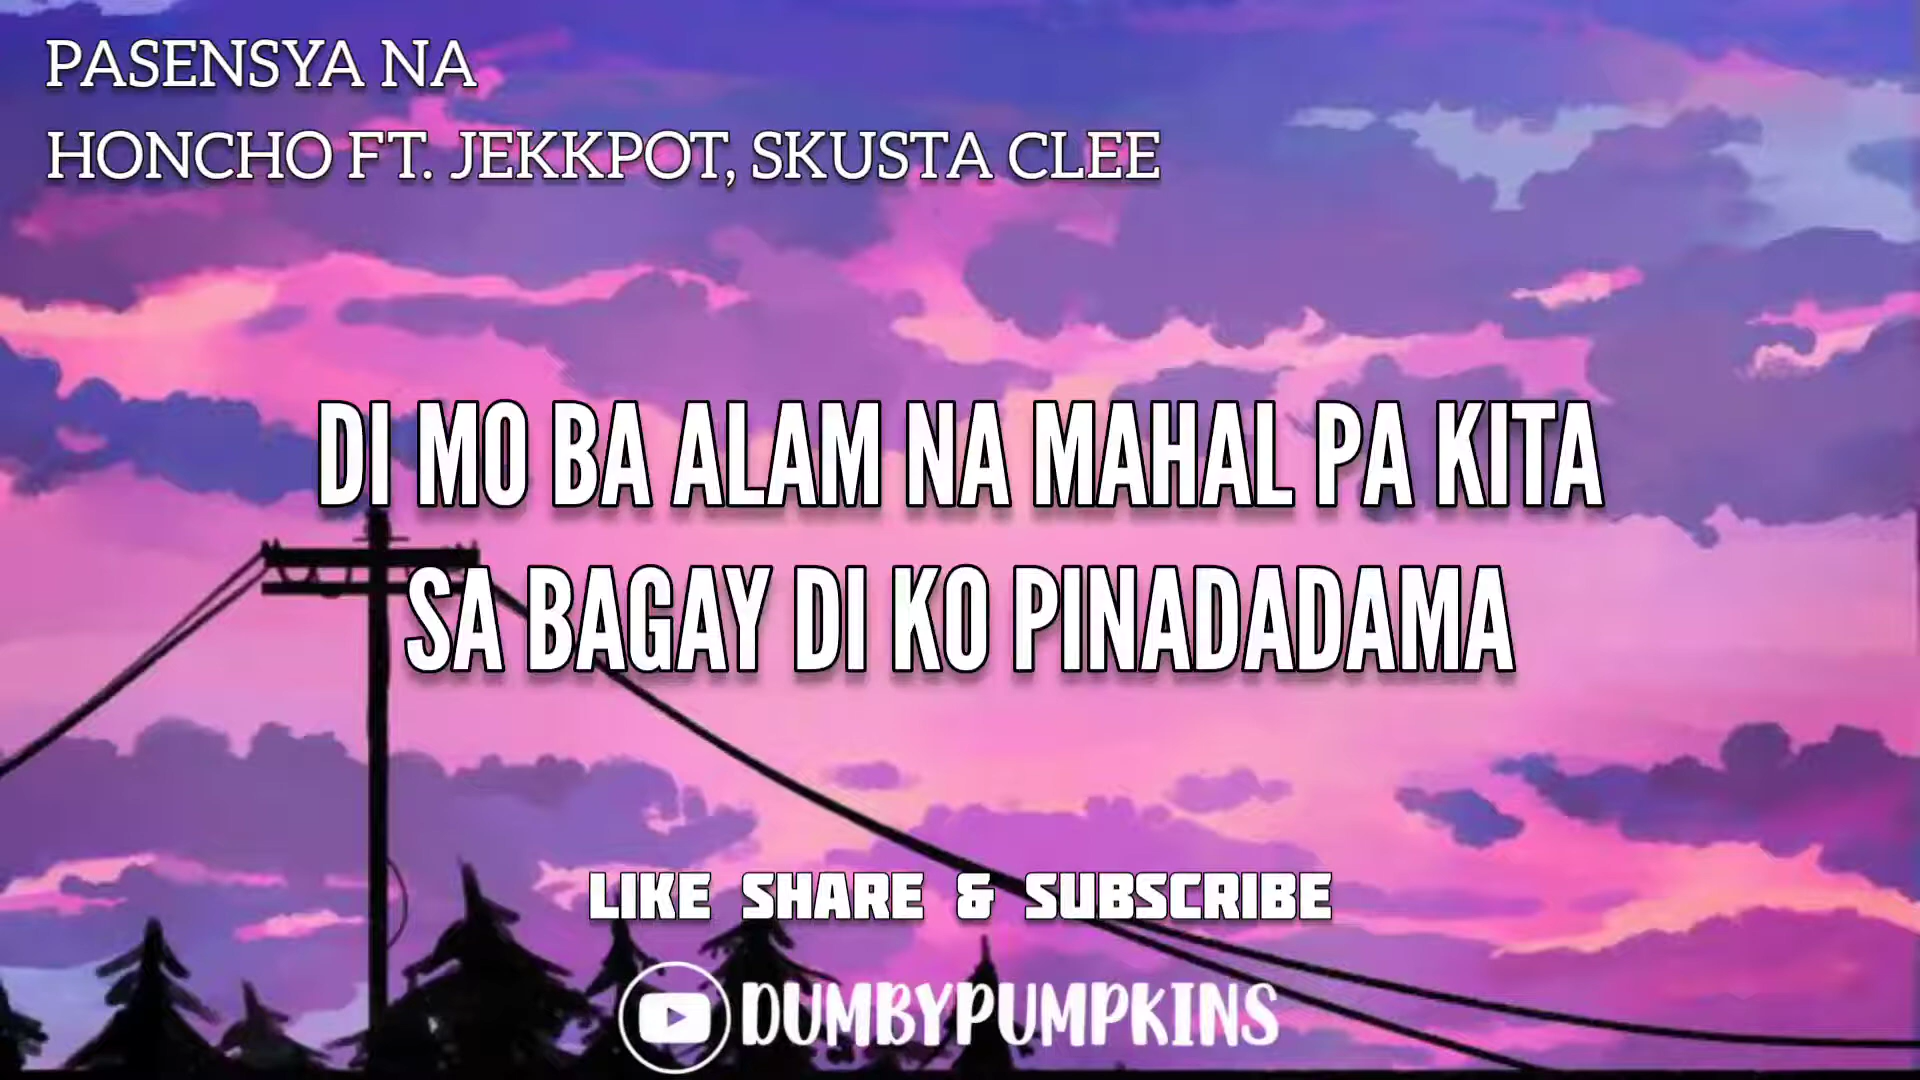 PASENSYA NA
HONCHO FT. JEKKPOT, SKUSTA CLEE
DI MO BA ALAM NA MAHAL PA KITA
SA BAGAY DI KO PINADADAMA
LIKE SHARE & SUBSCRIBE
DUMBYPUMPKINS